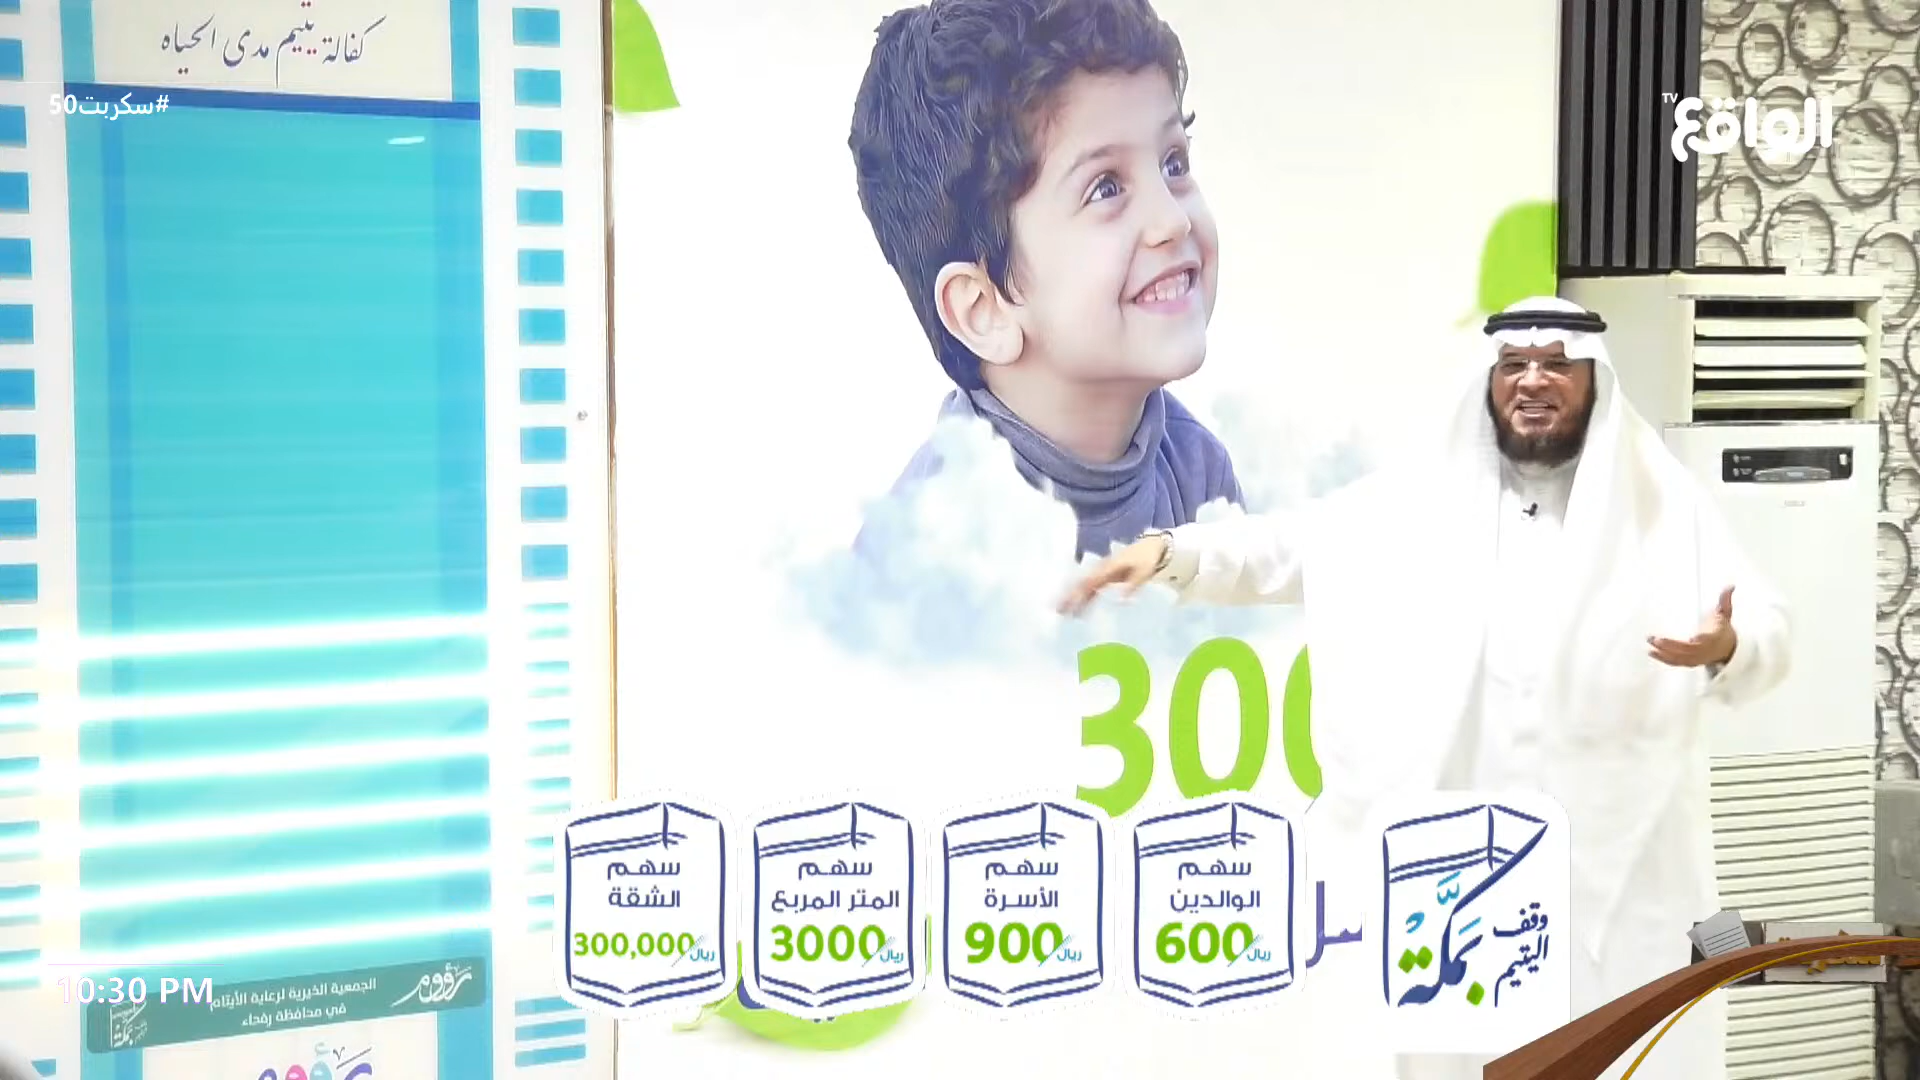 كفالة يتيم مدى الحياه
#سكربت50
الواقع TV
300
سهم
الوالدين
600 ريال
سهم
الأسرة
900 ريال
سهم
المتر المربع
3000 ريال
سهم
الشقة
300,000 ريال
وقف
اليتيم
بمكّة
10:30 PM
رؤوم
الجمعية الخيرية لرعاية الأيتام
في محافظة رفحاء